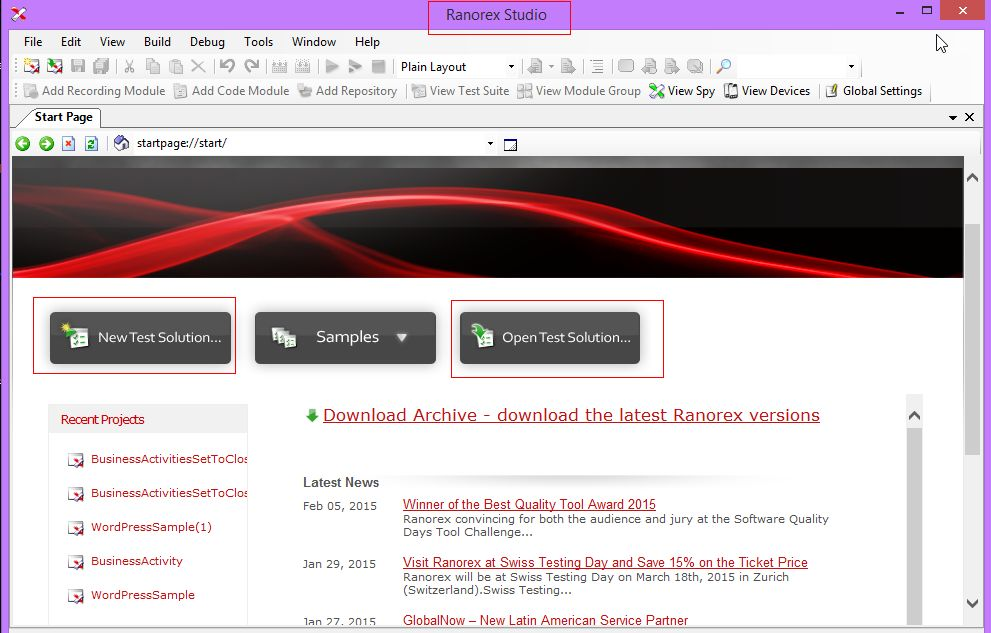 Ranorex Studio
File Edit View Build Debug Tools Window Help
Plain Layout
Add Recording Module Add Code Module Add Repository View Test Suite View Module Group View Spy View Devices Global Settings
Start Page
startpage://start/
New Test Solution...
Samples
Open Test Solution...
Recent Projects
BusinessActivitiesSetToClos
BusinessActivitiesSetToClos
WordPressSample(1)
BusinessActivity
WordPressSample
Download Archive - download the latest Ranorex versions
Latest News
Feb 05, 2015 Winner of the Best Quality Tool Award 2015
Ranorex convincing for both the audience and jury at the Software Quality
Days Tool Challenge...
Jan 29, 2015 Visit Ranorex at Swiss Testing Day and Save 15% on the Ticket Price
Ranorex will be at Swiss Testing Day on March 18th, 2015 in Zurich
(Switzerland).Swiss Testing...
Jan 27, 2015 GlobalNow – New Latin American Service Partner